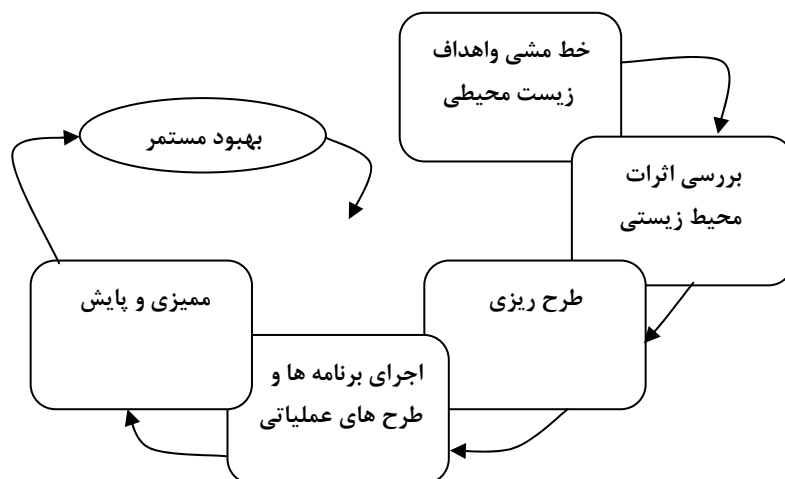 خط مشی واهداف
زیست محیطی
بررسی اثرات
محیط زیستی
طرح ریزی
اجرای برنامه ها و
طرح های عملیاتی
ممیزی و پایش
بهبود مستمر